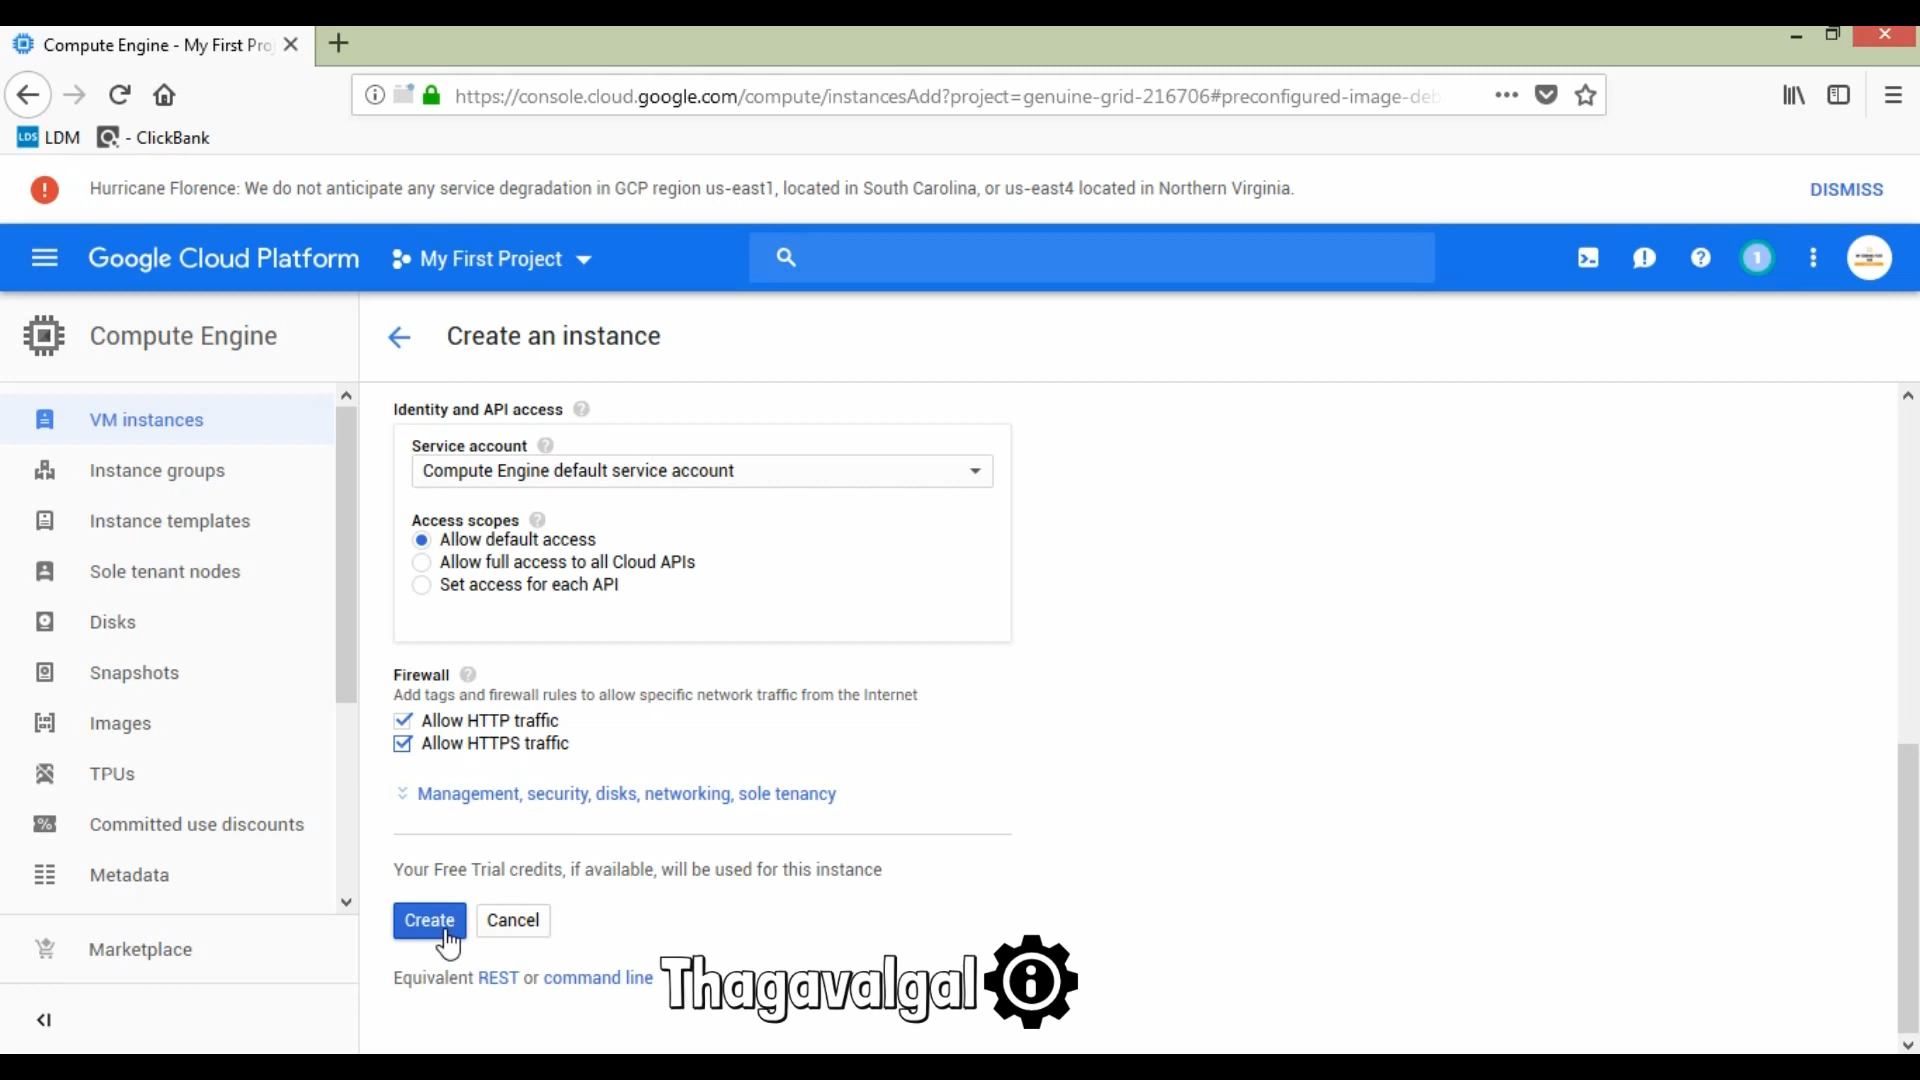 Compute Engine - My First Pro
https://console.cloud.google.com/compute/instancesAdd?project=genuine-grid-216706#preconfigured-image-deb
LDS LDM - ClickBank
Hurricane Florence: We do not anticipate any service degradation in GCP region us-east1, located in South Carolina, or us-east4 located in Northern Virginia. DISMISS
Google Cloud Platform My First Project 1
Compute Engine
Create an instance
VM instances
Instance groups
Instance templates
Sole tenant nodes
Disks
Snapshots
Images
TPUs
Committed use discounts
Metadata
Marketplace
Identity and API access
Service account
Compute Engine default service account
Access scopes
Allow default access
Allow full access to all Cloud APIs
Set access for each API
Firewall
Add tags and firewall rules to allow specific network traffic from the Internet
Allow HTTP traffic
Allow HTTPS traffic
Management, security, disks, networking, sole tenancy
Your Free Trial credits, if available, will be used for this instance
Create Cancel
Equivalent REST or command line
Thagavalgal